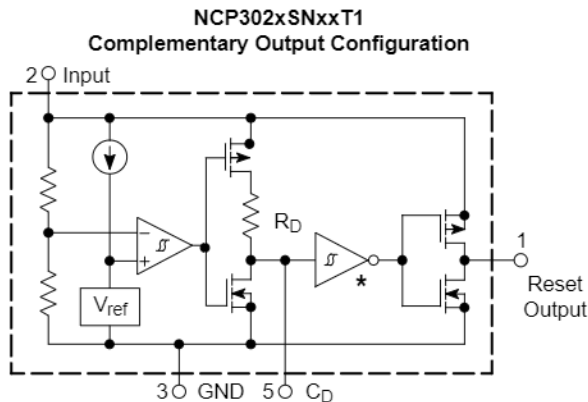 NCP302xSNxxT1
Complementary Output Configuration
2 Input
R_D
1
Reset
Output
*
V_ref
3 GND
5 C_D